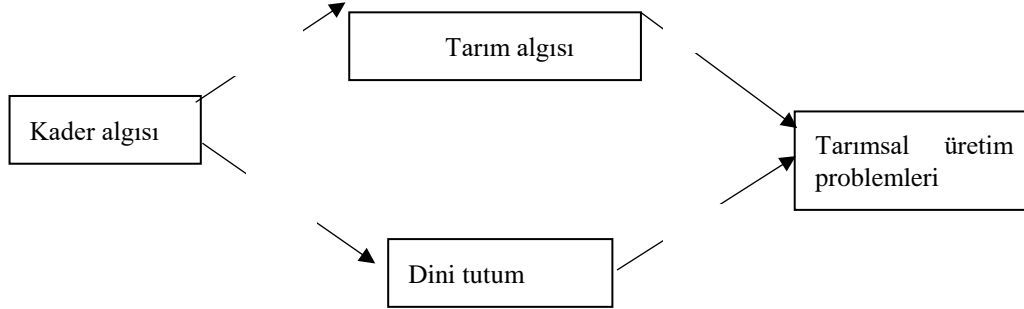 Tarım algısı
Kader algısı
Tarımsal üretim
problemleri
Dini tutum